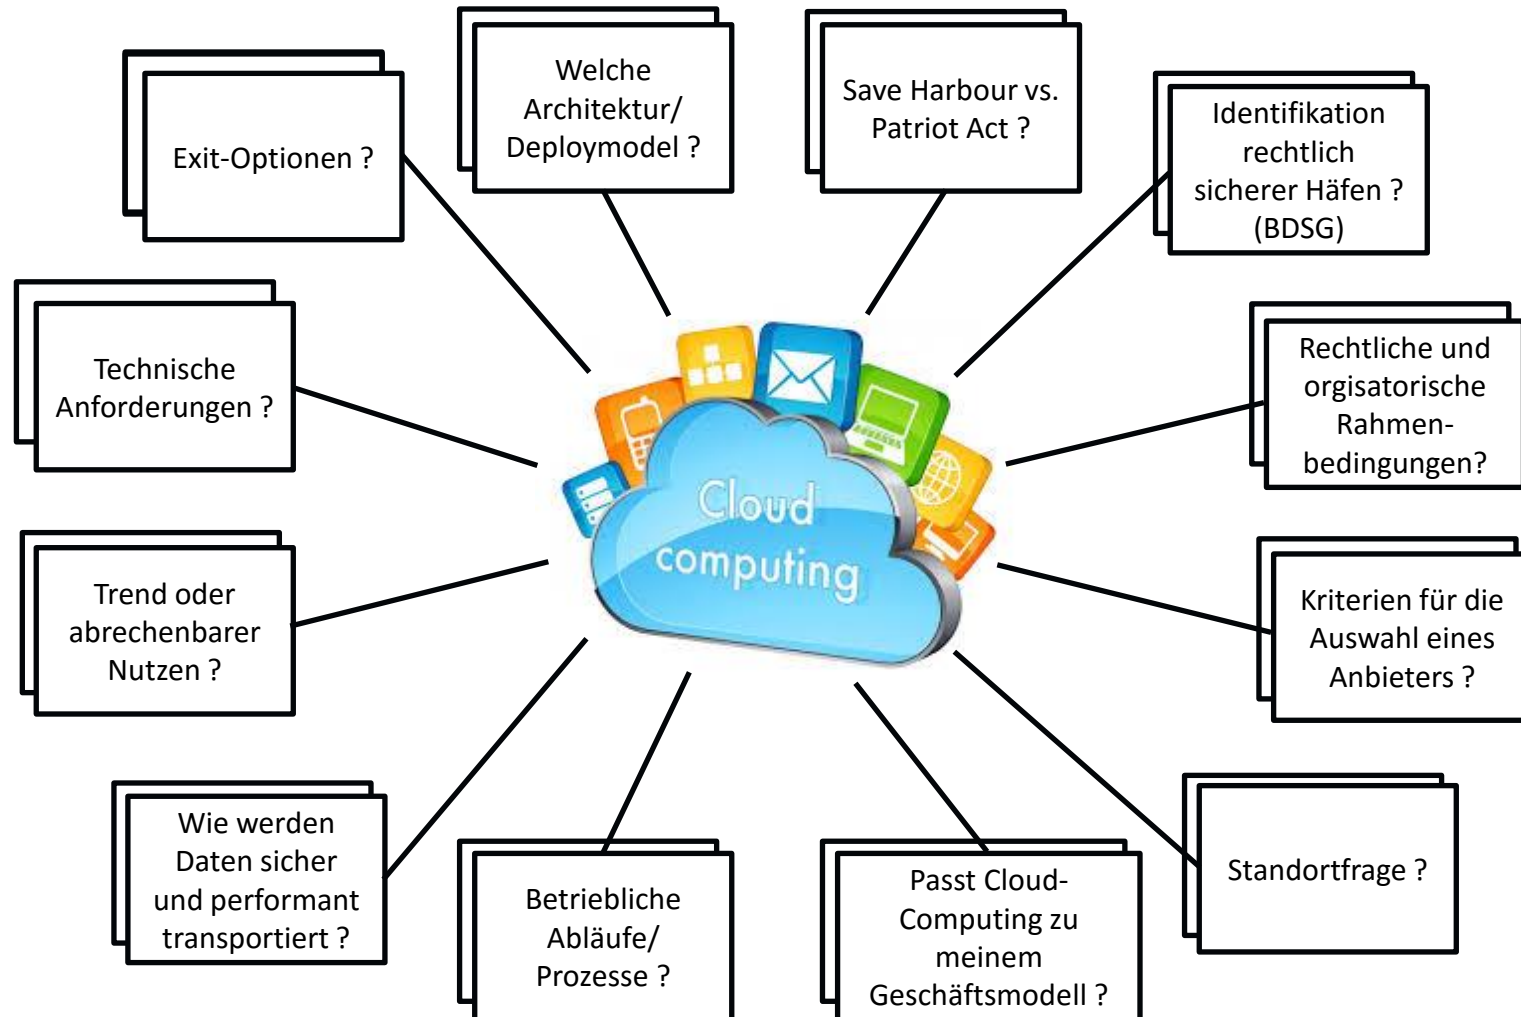 Exit-Optionen ?
Welche
Architektur/
Deploymodel ?
Save Harbour vs.
Patriot Act ?
Identifikation
rechtlich
sicherer Häfen ?
(BDSG)
Technische
Anforderungen ?
Cloud
computing
Rechtliche und
orgisatorische
Rahmen-
bedingungen?
Trend oder
abrechenbarer
Nutzen ?
Kriterien für die
Auswahl eines
Anbieters ?
Wie werden
Daten sicher
und performant
transportiert ?
Betriebliche
Abläufe/
Prozesse ?
Passt Cloud-
Computing zu
meinem
Geschäftsmodell ?
Standortfrage ?